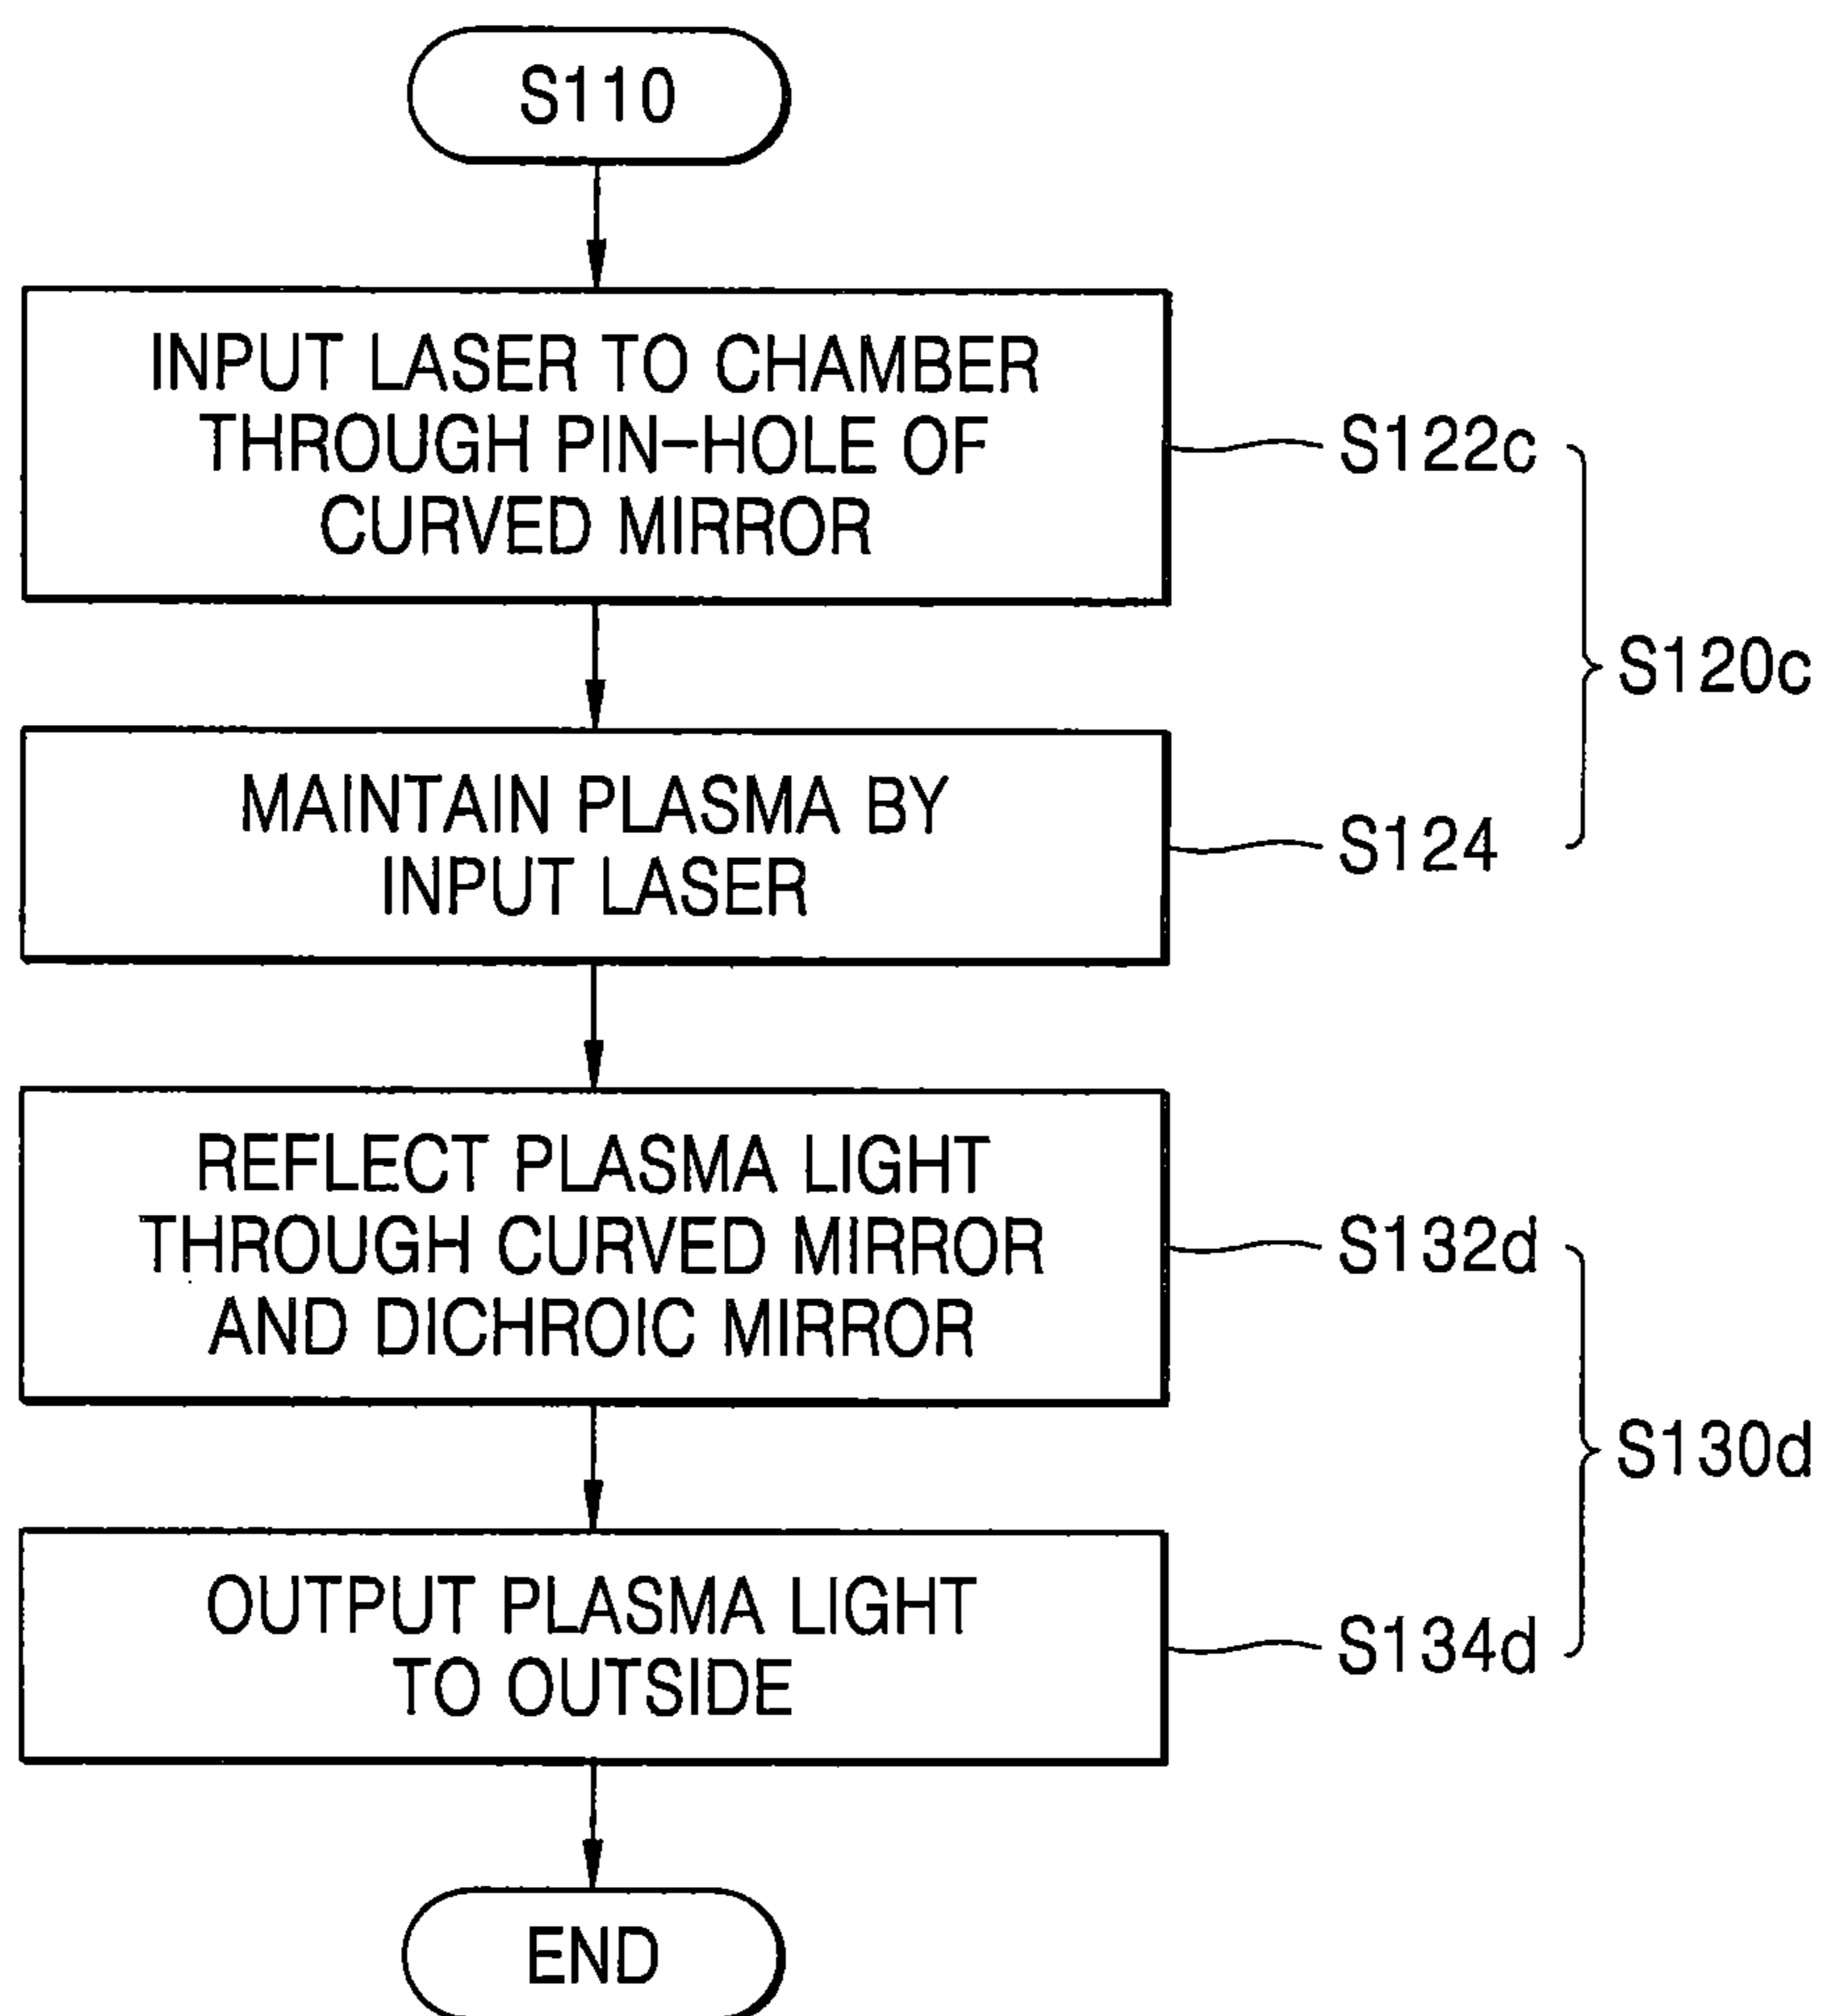 S110
INPUT LASER TO CHAMBER
THROUGH PIN-HOLE OF
CURVED MIRROR
S122c
S120c
MAINTAIN PLASMA BY
INPUT LASER
S124
REFLECT PLASMA LIGHT
THROUGH CURVED MIRROR
AND DICHROIC MIRROR
S132d
S130d
OUTPUT PLASMA LIGHT
TO OUTSIDE
S134d
END